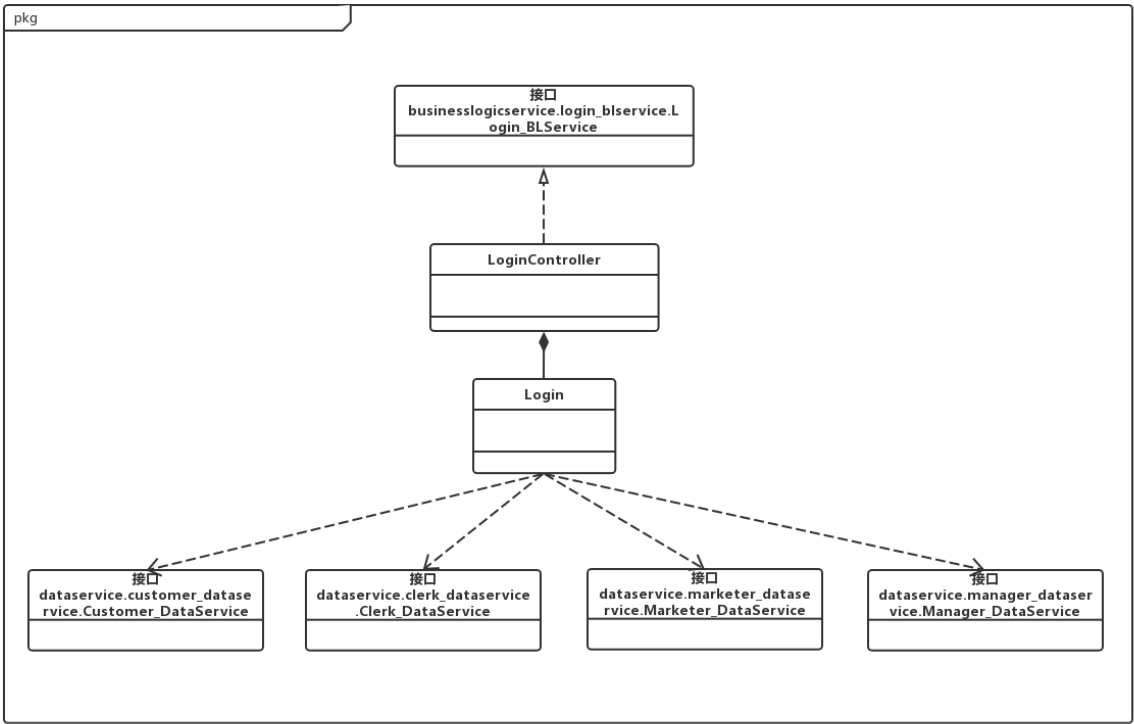 pkg
接口
businesslogicservice.login_blservice.L
ogin_BLService
LoginController
Login
接口
dataservice.customer_datase
rvice.Customer_DataService
接口
dataservice.clerk_dataservice
.Clerk_DataService
接口
dataservice.marketer_datase
rvice.Marketer_DataService
接口
dataservice.manager_dataser
vice.Manager_DataService